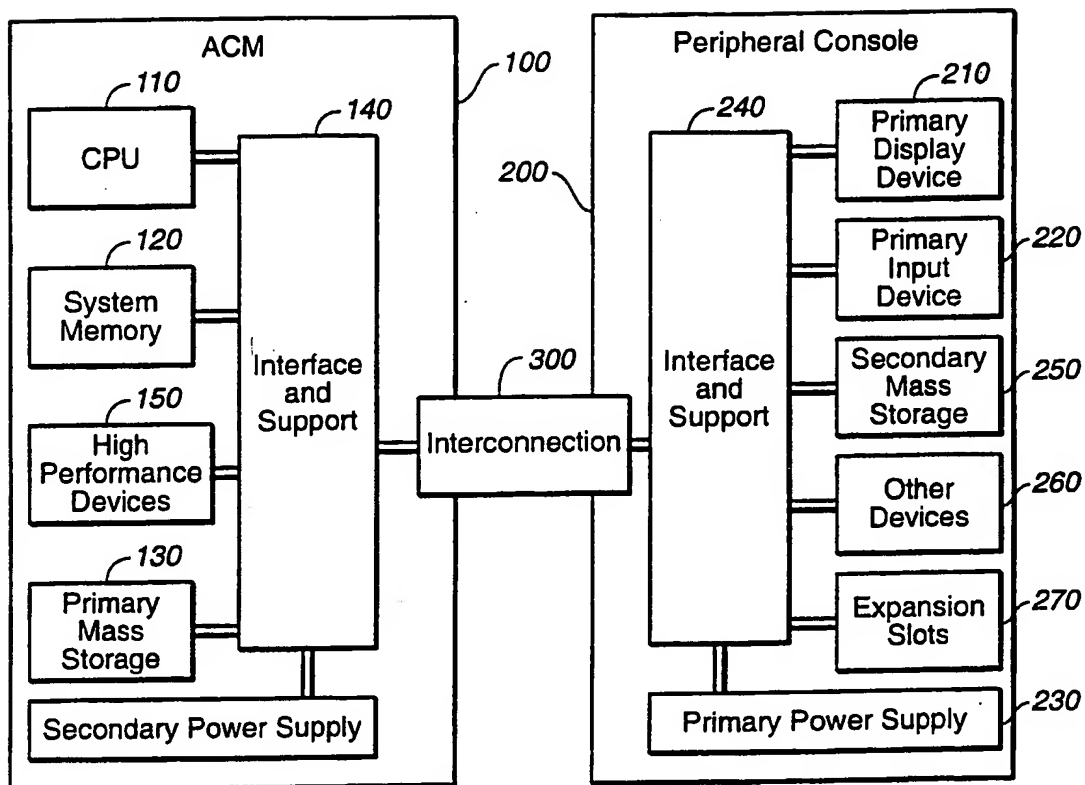 ACM
100
110
CPU
120
System
Memory
150
High
Performance
Devices
130
Primary
Mass
Storage
140
Interface
and
Support
Secondary Power Supply
300
Interconnection
Peripheral Console
200
240
Interface
and
Support
210
Primary
Display
Device
220
Primary
Input
Device
Secondary
Mass
Storage
250
Other
Devices
260
Expansion
Slots
270
Primary Power Supply
230